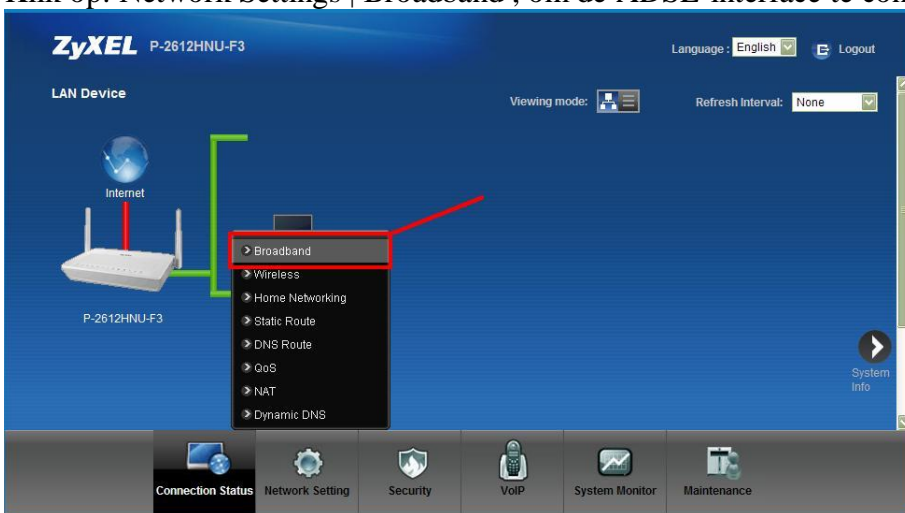 Klik op: Network Settings | Broadband , om de ADSL-interface te con
ZyXEL P-2612HNU-F3
Language : English
Logout
LAN Device
Viewing mode:
Refresh Interval: None
Internet
P-2612HNU-F3
Broadband
Wireless
Home Networking
Static Route
DNS Route
QoS
NAT
Dynamic DNS
System
Info
Connection Status
Network Setting
Security
VoIP
System Monitor
Maintenance